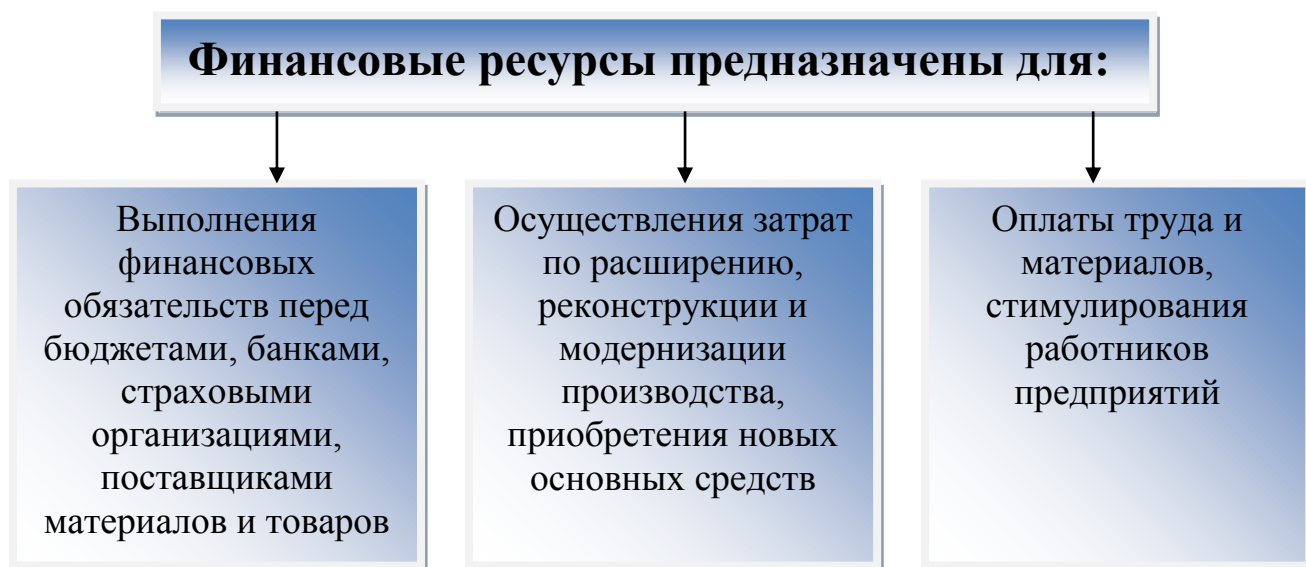 Финансовые ресурсы предназначены для:
Выполнения
финансовых
обязательств перед
бюджетами, банками,
страховыми
организациями,
поставщиками
материалов и товаров
Осуществления затрат
по расширению,
реконструкции и
модернизации
производства,
приобретения новых
основных средств
Оплаты труда и
материалов,
стимулирования
работников
предприятий